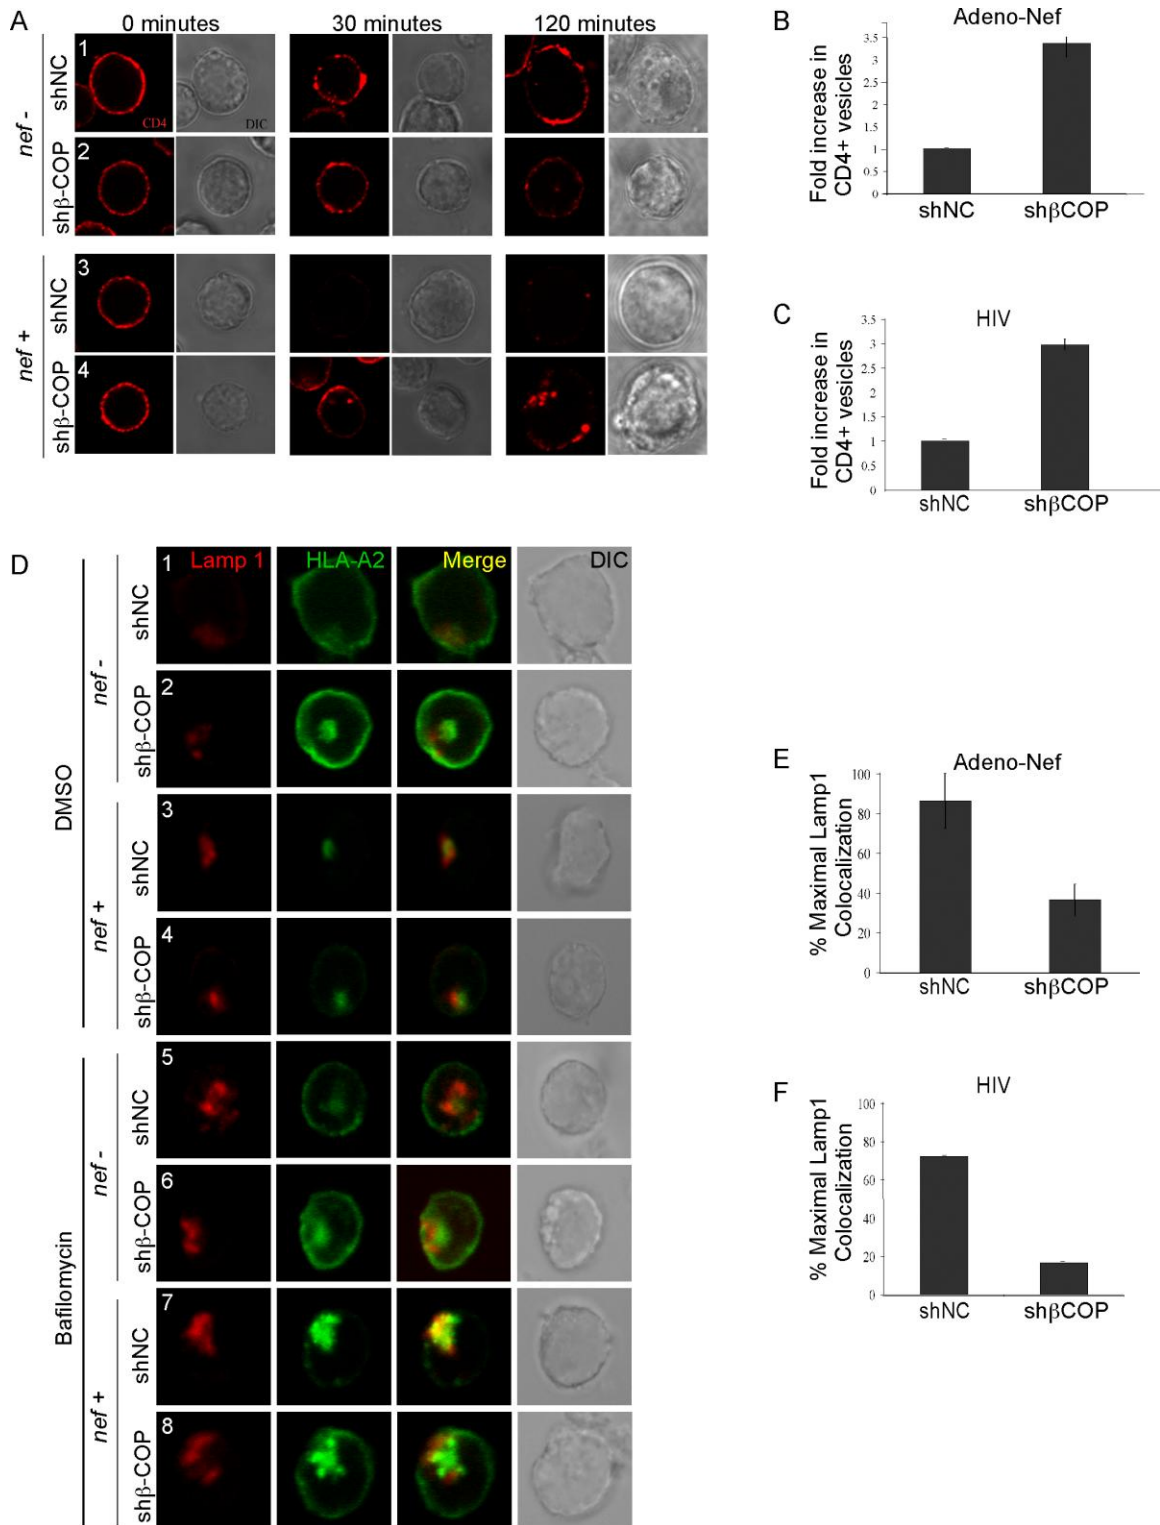 A
0 minutes
30 minutes
120 minutes
nef -
shNC
1
CD4
DIC
shβ-COP
2
nef +
shNC
3
shβ-COP
4
B
Adeno-Nef
Fold increase in
CD4+ vesicles
3.5
3
2.5
2
1.5
1
0.5
0
shNC
shβCOP
C
HIV
Fold increase in
CD4+ vesicles
3.5
3
2.5
2
1.5
1
0.5
0
shNC
shβCOP
D
DMSO
nef -
shNC
1
Lamp 1
HLA-A2
Merge
DIC
shβ-COP
2
nef +
shNC
3
shβ-COP
4
Bafilomycin
nef -
shNC
5
shβ-COP
6
nef +
shNC
7
shβ-COP
8
E
Adeno-Nef
% Maximal Lamp1
Colocalization
100
80
60
40
20
0
shNC
shβCOP
F
HIV
% Maximal Lamp1
Colocalization
100
80
60
40
20
0
shNC
shβCOP